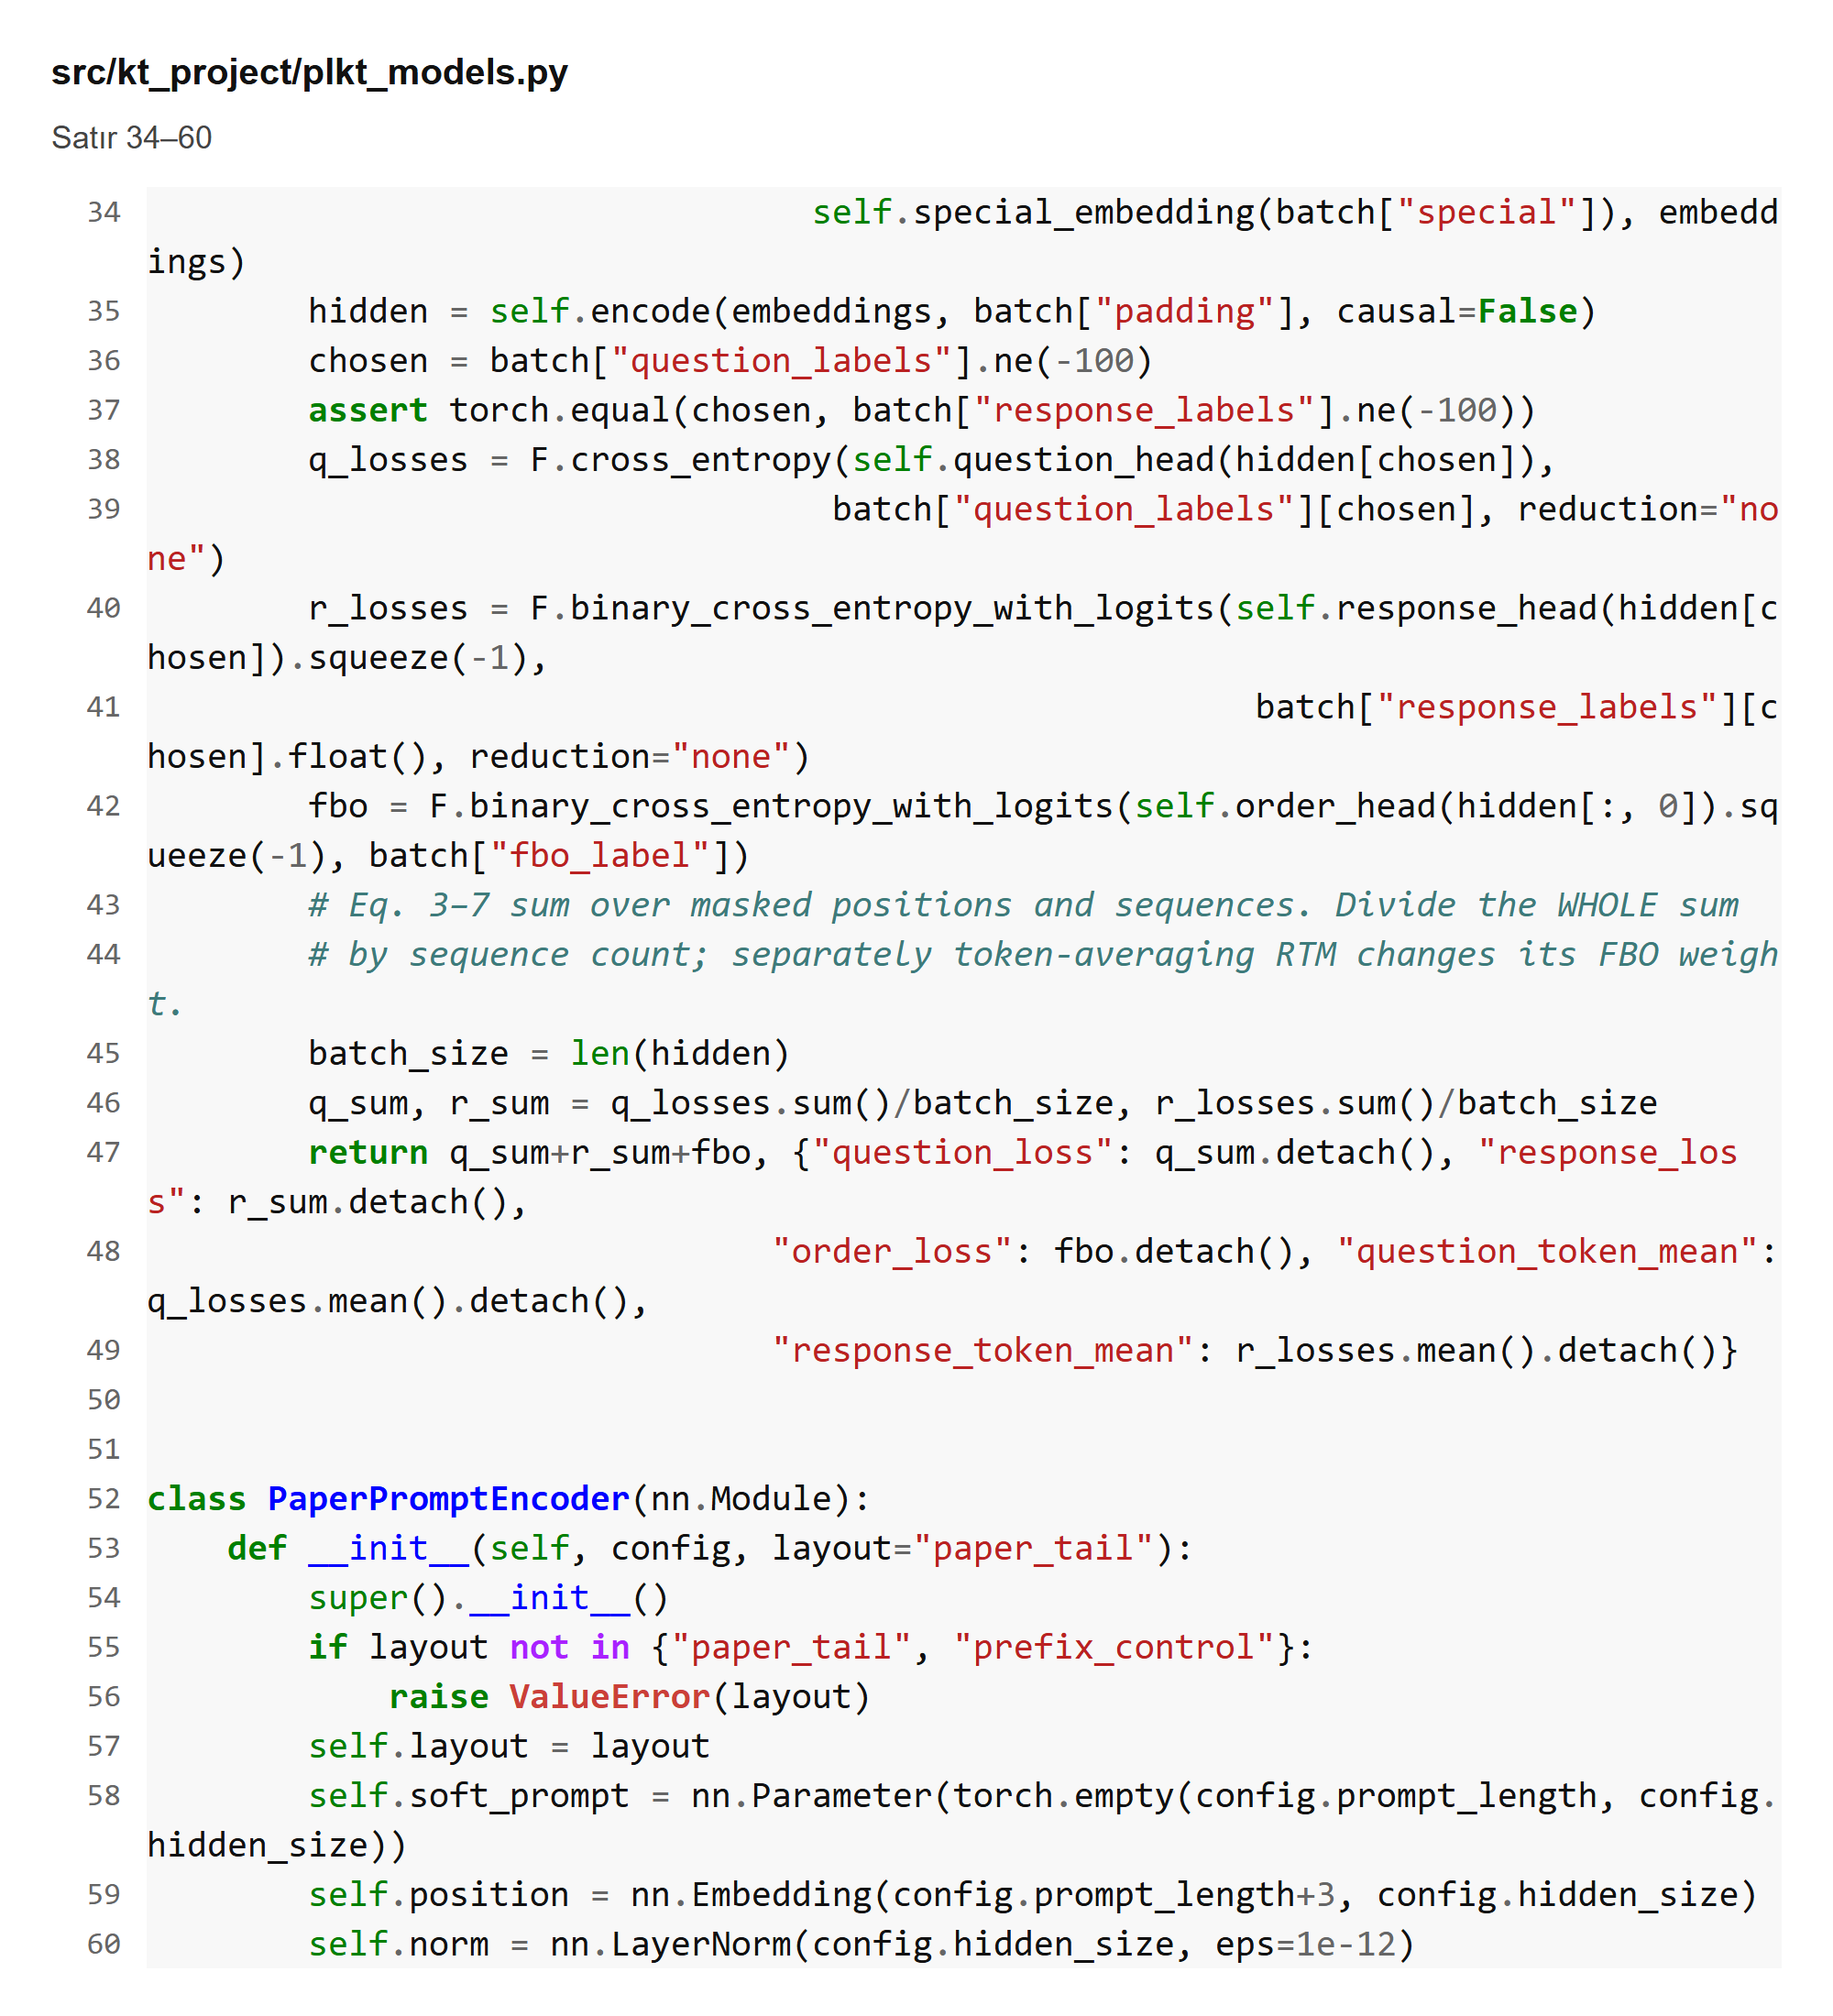 src/kt_project/plkt_models.py
Satır 34–60
34                                  self.special_embedding(batch["special"]), embedd
ings)
35         hidden = self.encode(embeddings, batch["padding"], causal=False)
36         chosen = batch["question_labels"].ne(-100)
37         assert torch.equal(chosen, batch["response_labels"].ne(-100))
38         q_losses = F.cross_entropy(self.question_head(hidden[chosen]),
39                                   batch["question_labels"][chosen], reduction="no
ne")
40         r_losses = F.binary_cross_entropy_with_logits(self.response_head(hidden[c
hosen]).squeeze(-1),
41                                                        batch["response_labels"][c
hosen].float(), reduction="none")
42         fbo = F.binary_cross_entropy_with_logits(self.order_head(hidden[:, 0]).sq
ueeze(-1), batch["fbo_label"])
43         # Eq. 3–7 sum over masked positions and sequences. Divide the WHOLE sum
44         # by sequence count; separately token-averaging RTM changes its FBO weigh
t.
45         batch_size = len(hidden)
46         q_sum, r_sum = q_losses.sum()/batch_size, r_losses.sum()/batch_size
47         return q_sum+r_sum+fbo, {"question_loss": q_sum.detach(), "response_los
s": r_sum.detach(),
48                                "order_loss": fbo.detach(), "question_token_mean":
q_losses.mean().detach(),
49                                "response_token_mean": r_losses.mean().detach()}
50
51
52 class PaperPromptEncoder(nn.Module):
53     def __init__(self, config, layout="paper_tail"):
54         super().__init__()
55         if layout not in {"paper_tail", "prefix_control"}:
56             raise ValueError(layout)
57         self.layout = layout
58         self.soft_prompt = nn.Parameter(torch.empty(config.prompt_length, config.
hidden_size))
59         self.position = nn.Embedding(config.prompt_length+3, config.hidden_size)
60         self.norm = nn.LayerNorm(config.hidden_size, eps=1e-12)